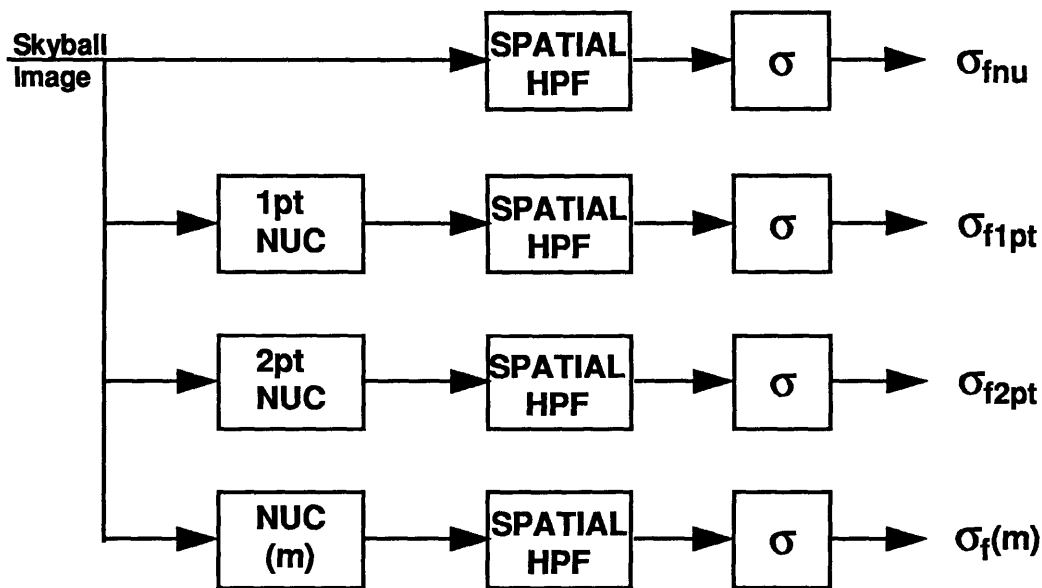 Skyball
Image
SPATIAL
HPF
σ
σfnu
1pt
NUC
SPATIAL
HPF
σ
σf1pt
2pt
NUC
SPATIAL
HPF
σ
σf2pt
NUC
(m)
SPATIAL
HPF
σ
σf(m)